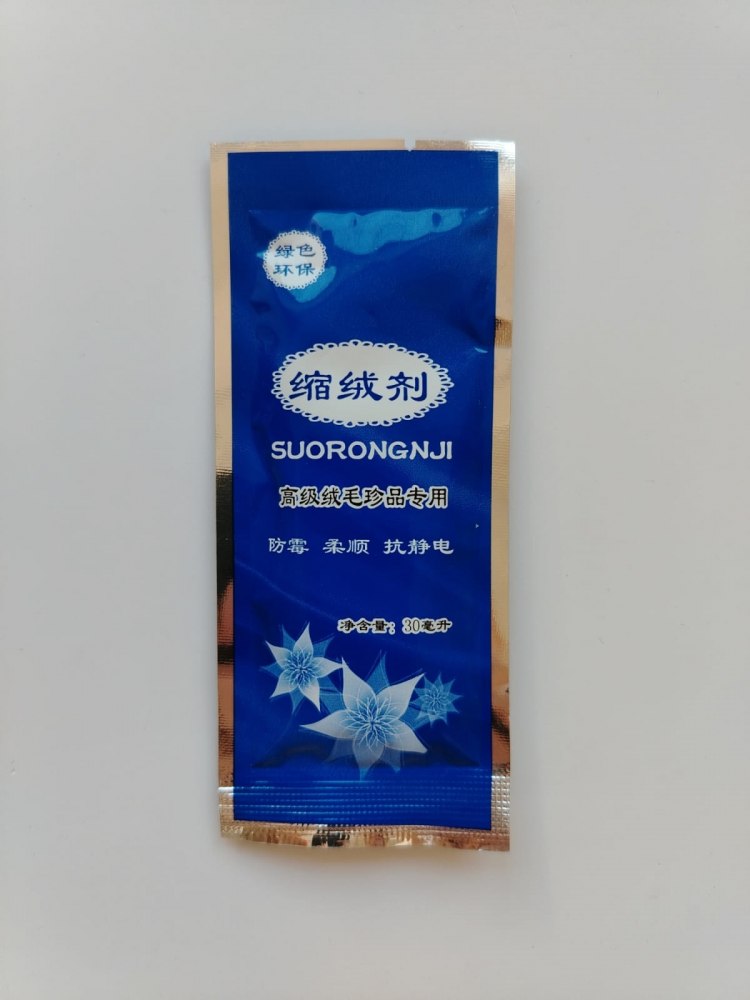 绿色
环保
缩绒剂
SUORONGNJI
高级绒毛珍品专用
防霉 柔顺 抗静电
净含量：30毫升